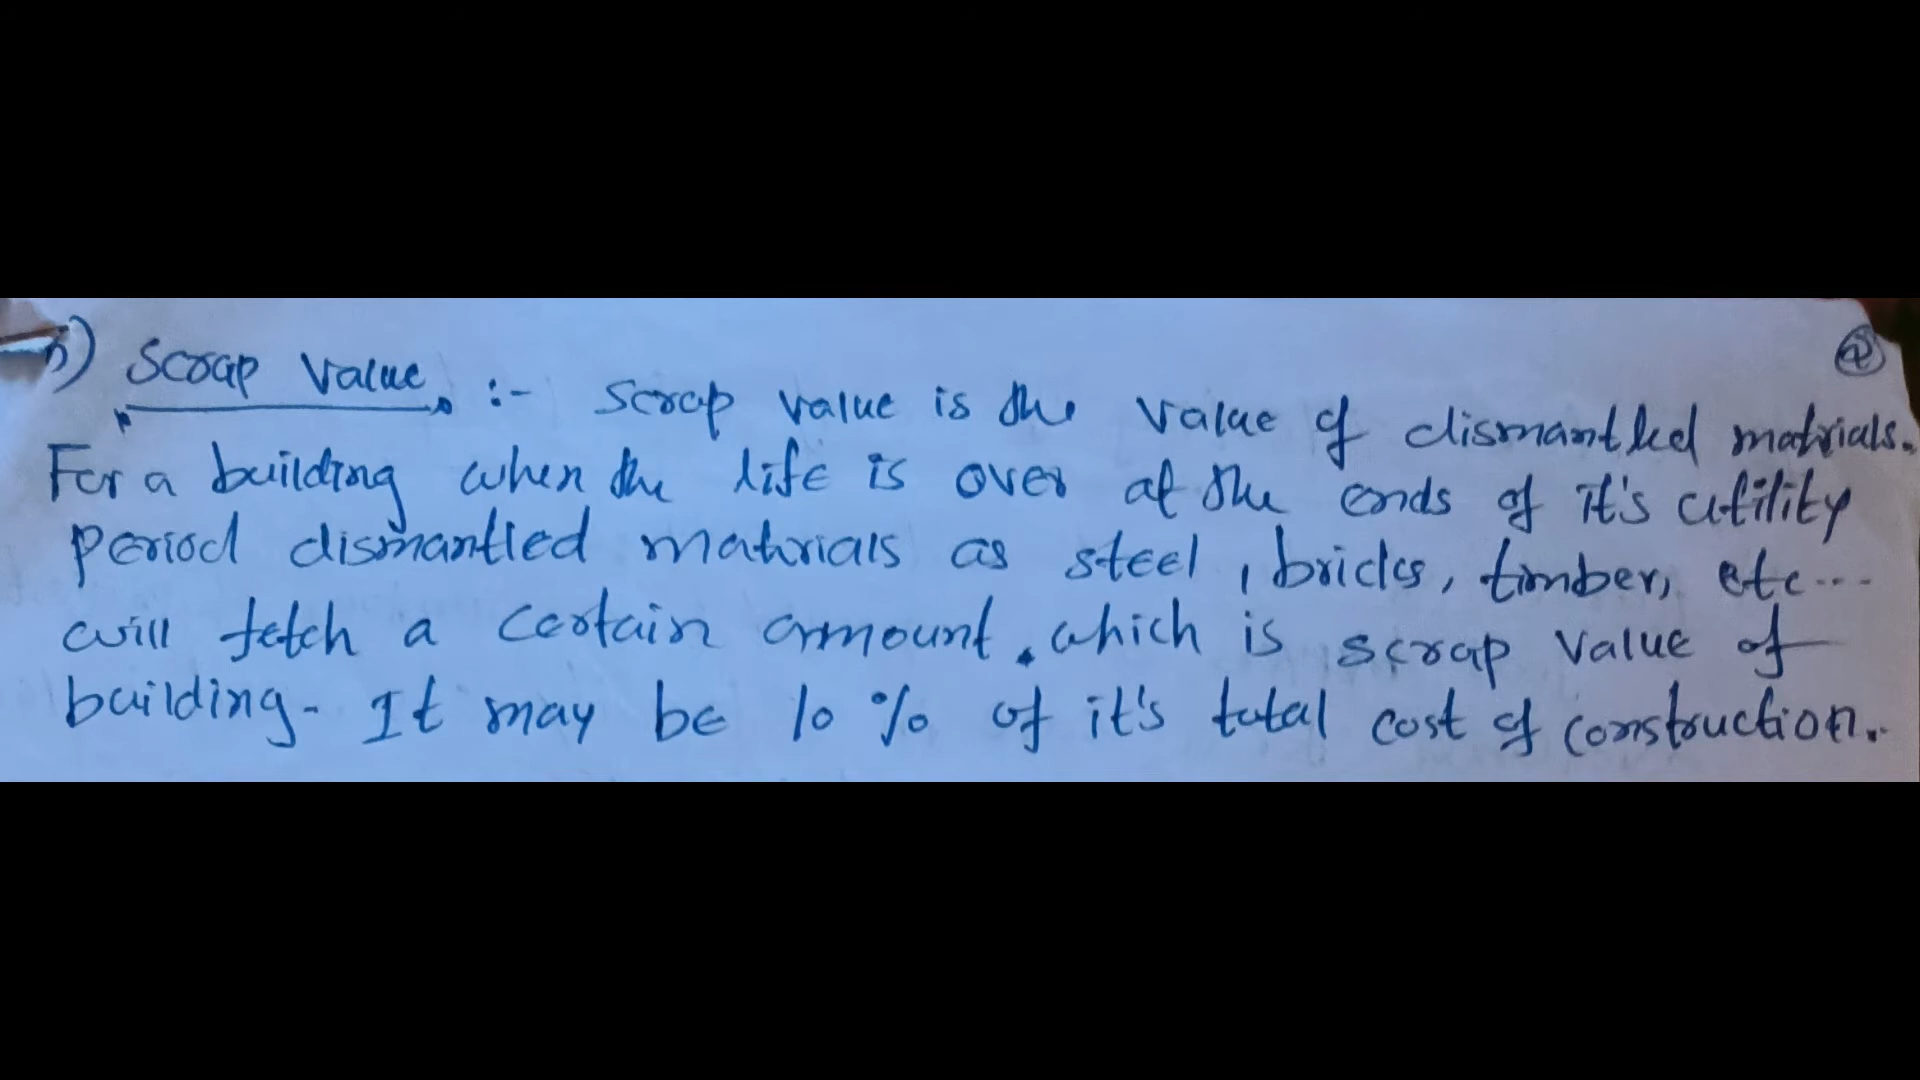 h) Scrap Value :- Scrap value is the value of dismantled matrials.
For a building when the life is over at the ends of it's utility
period dismantled matrials as steel, bricks, timber, etc...
will fetch a certain amount. which is scrap value of
building. It may be 10 % of it's total cost of construction.